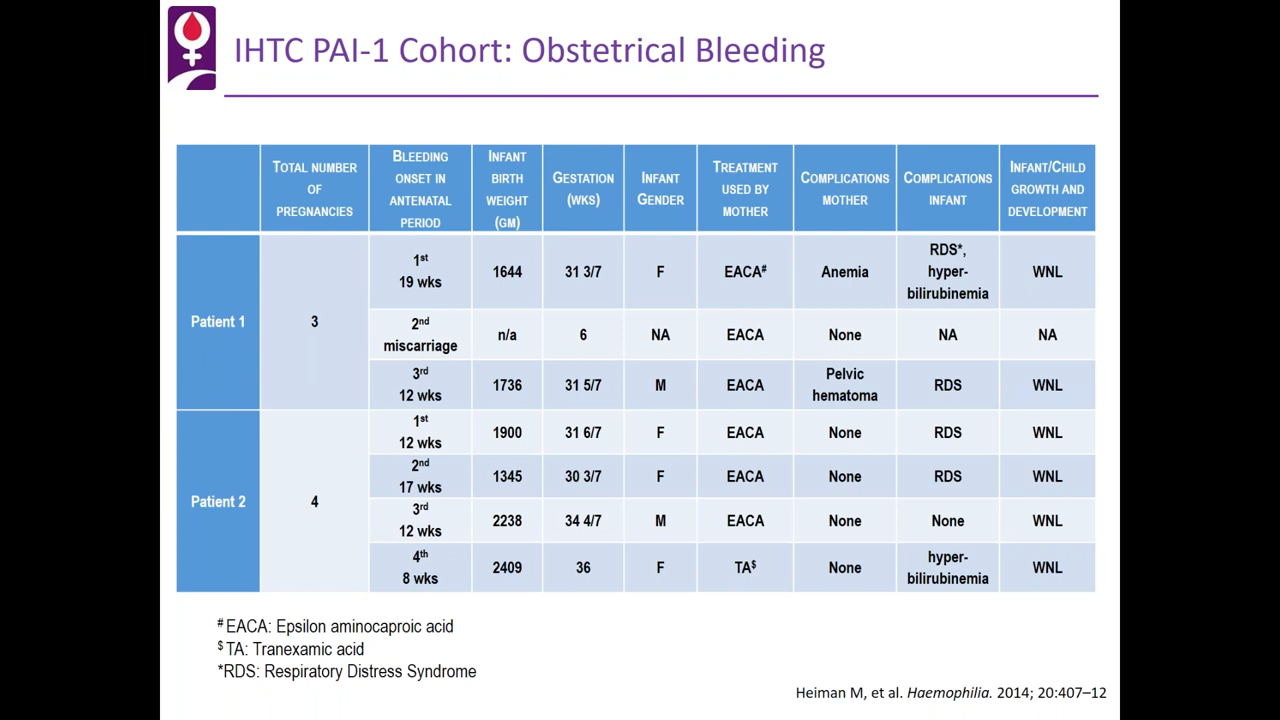 IHTC PAI-1 Cohort: Obstetrical Bleeding
TOTAL NUMBER OF PREGNANCIES
BLEEDING ONSET IN ANTENATAL PERIOD
INFANT BIRTH WEIGHT (GM)
GESTATION (WKS)
INFANT GENDER
TREATMENT USED BY MOTHER
COMPLICATIONS MOTHER
COMPLICATIONS INFANT
INFANT/CHILD GROWTH AND DEVELOPMENT
Patient 1
3
1st 19 wks
1644
31 3/7
F
EACA#
Anemia
RDS*, hyper-bilirubinemia
WNL
2nd miscarriage
n/a
6
NA
EACA
None
NA
NA
3rd 12 wks
1736
31 5/7
M
EACA
Pelvic hematoma
RDS
WNL
Patient 2
4
1st 12 wks
1900
31 6/7
F
EACA
None
RDS
WNL
2nd 17 wks
1345
30 3/7
F
EACA
None
RDS
WNL
3rd 12 wks
2238
34 4/7
M
EACA
None
None
WNL
4th 8 wks
2409
36
F
TA$
None
hyper-bilirubinemia
WNL
# EACA: Epsilon aminocaproic acid
$ TA: Tranexamic acid
*RDS: Respiratory Distress Syndrome
Heiman M, et al. Haemophilia. 2014; 20:407–12